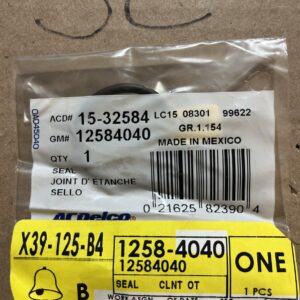 ACD# 15-32584 LC15 08301 99622
GM# 12584040 GR.1.154
QTY 1 MADE IN MEXICO
SEAL
JOINT D'ETANCHE
SELLO
ACDelco
0 21625 82390 4
X39-125-B4
1258-4040
12584040
ONE
B
SEAL CLNT OT
1 PCS